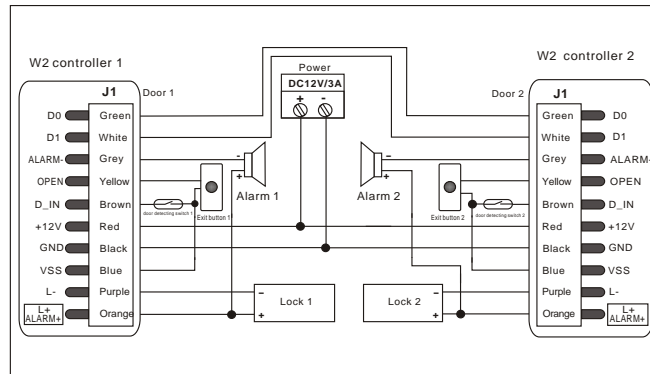 W2 controller 1
W2 controller 2
Power
DC12V/3A
+ -
J1
Door 1
Door 2
J1
D0 Green
Green D0
D1 White
White D1
ALARM- Grey
-
+
Alarm 1
-
+
Alarm 2
Grey ALARM-
OPEN Yellow
Exit button 1
Exit button 2
Yellow OPEN
D_IN Brown
door detecting switch 1
door detecting switch 2
Brown D_IN
+12V Red
Red +12V
GND Black
Black GND
VSS Blue
Blue VSS
L- Purple
-
Lock 1
+
Lock 2
-
+
Purple L-
L+
ALARM+
Orange
Orange
L+
ALARM+